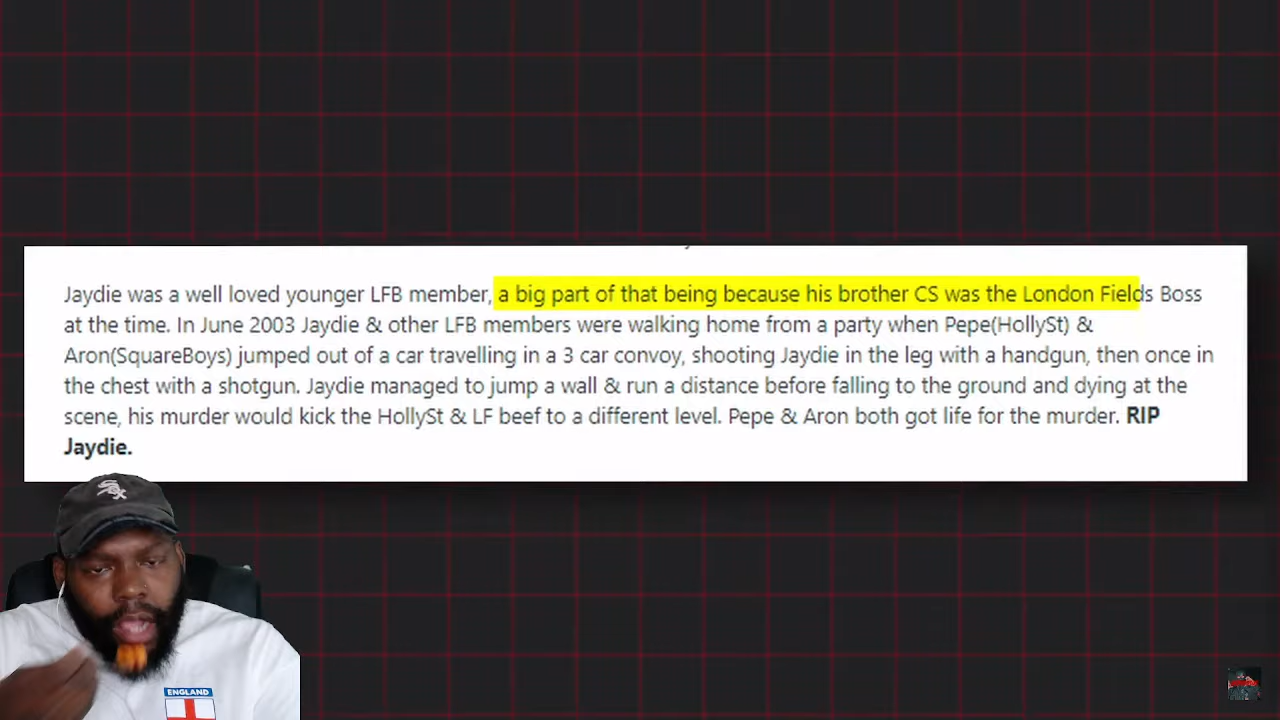 Jaydie was a well loved younger LFB member, a big part of that being because his brother CS was the London Fields Boss
at the time. In June 2003 Jaydie & other LFB members were walking home from a party when Pepe(HollySt) &
Aron(SquareBoys) jumped out of a car travelling in a 3 car convoy, shooting Jaydie in the leg with a handgun, then once in
the chest with a shotgun. Jaydie managed to jump a wall & run a distance before falling to the ground and dying at the
scene, his murder would kick the HollySt & LF beef to a different level. Pepe & Aron both got life for the murder. RIP
Jaydie.
SOX
ENGLAND